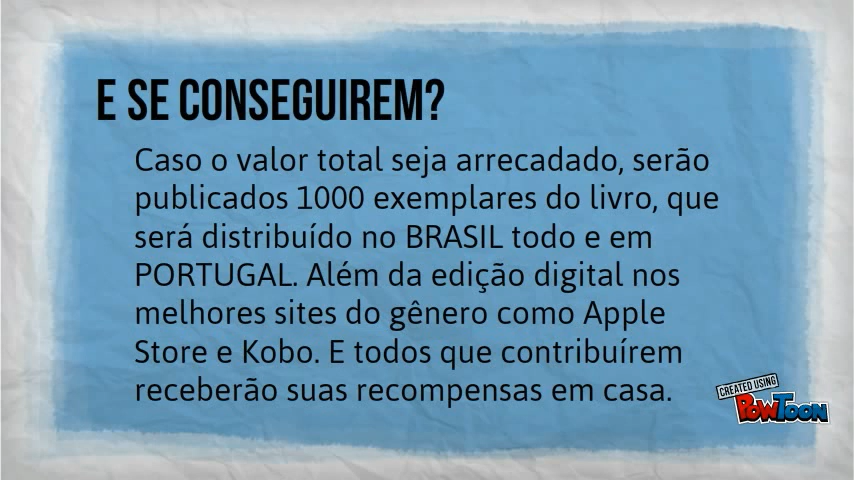 E SE CONSEGUIREM?
Caso o valor total seja arrecadado, serão
publicados 1000 exemplares do livro, que
será distribuído no BRASIL todo e em
PORTUGAL. Além da edição digital nos
melhores sites do gênero como Apple
Store e Kobo. E todos que contribuírem
receberão suas recompensas em casa.
CREATED USING
POWTOON